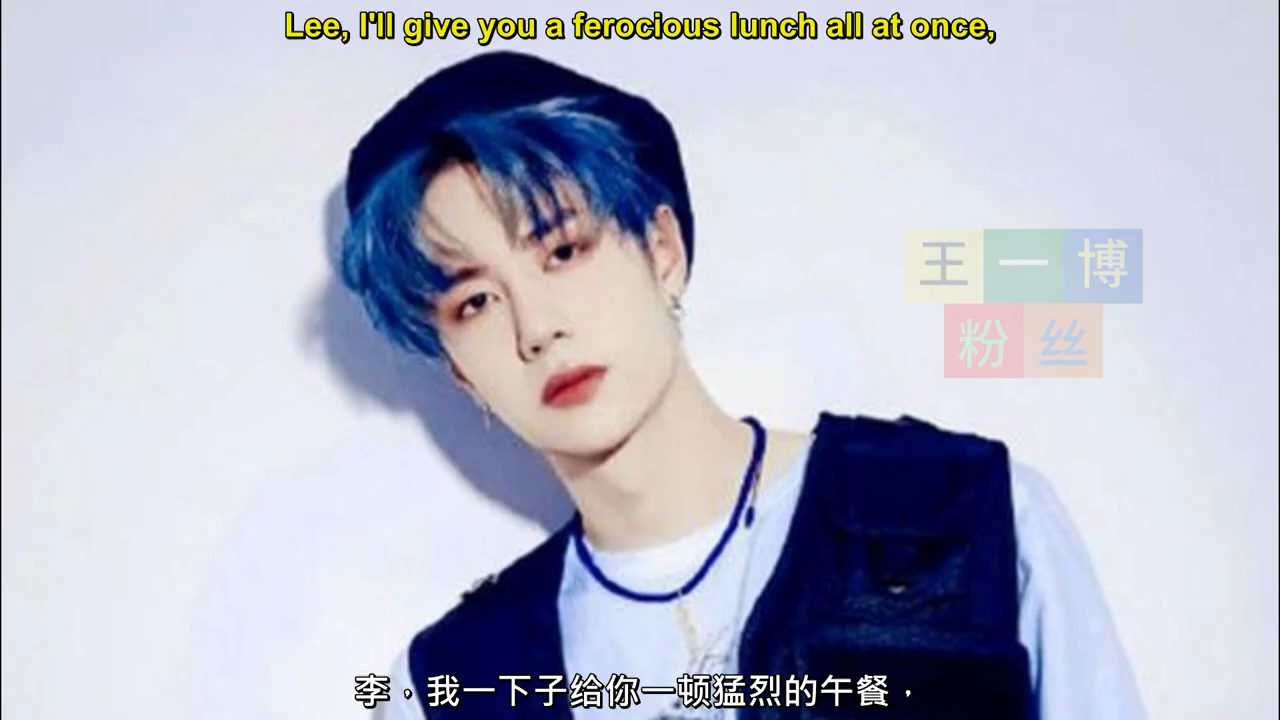 Lee, I'll give you a ferocious lunch all at once,
王一博
粉丝
李，我一下子给你一顿猛烈的午餐，